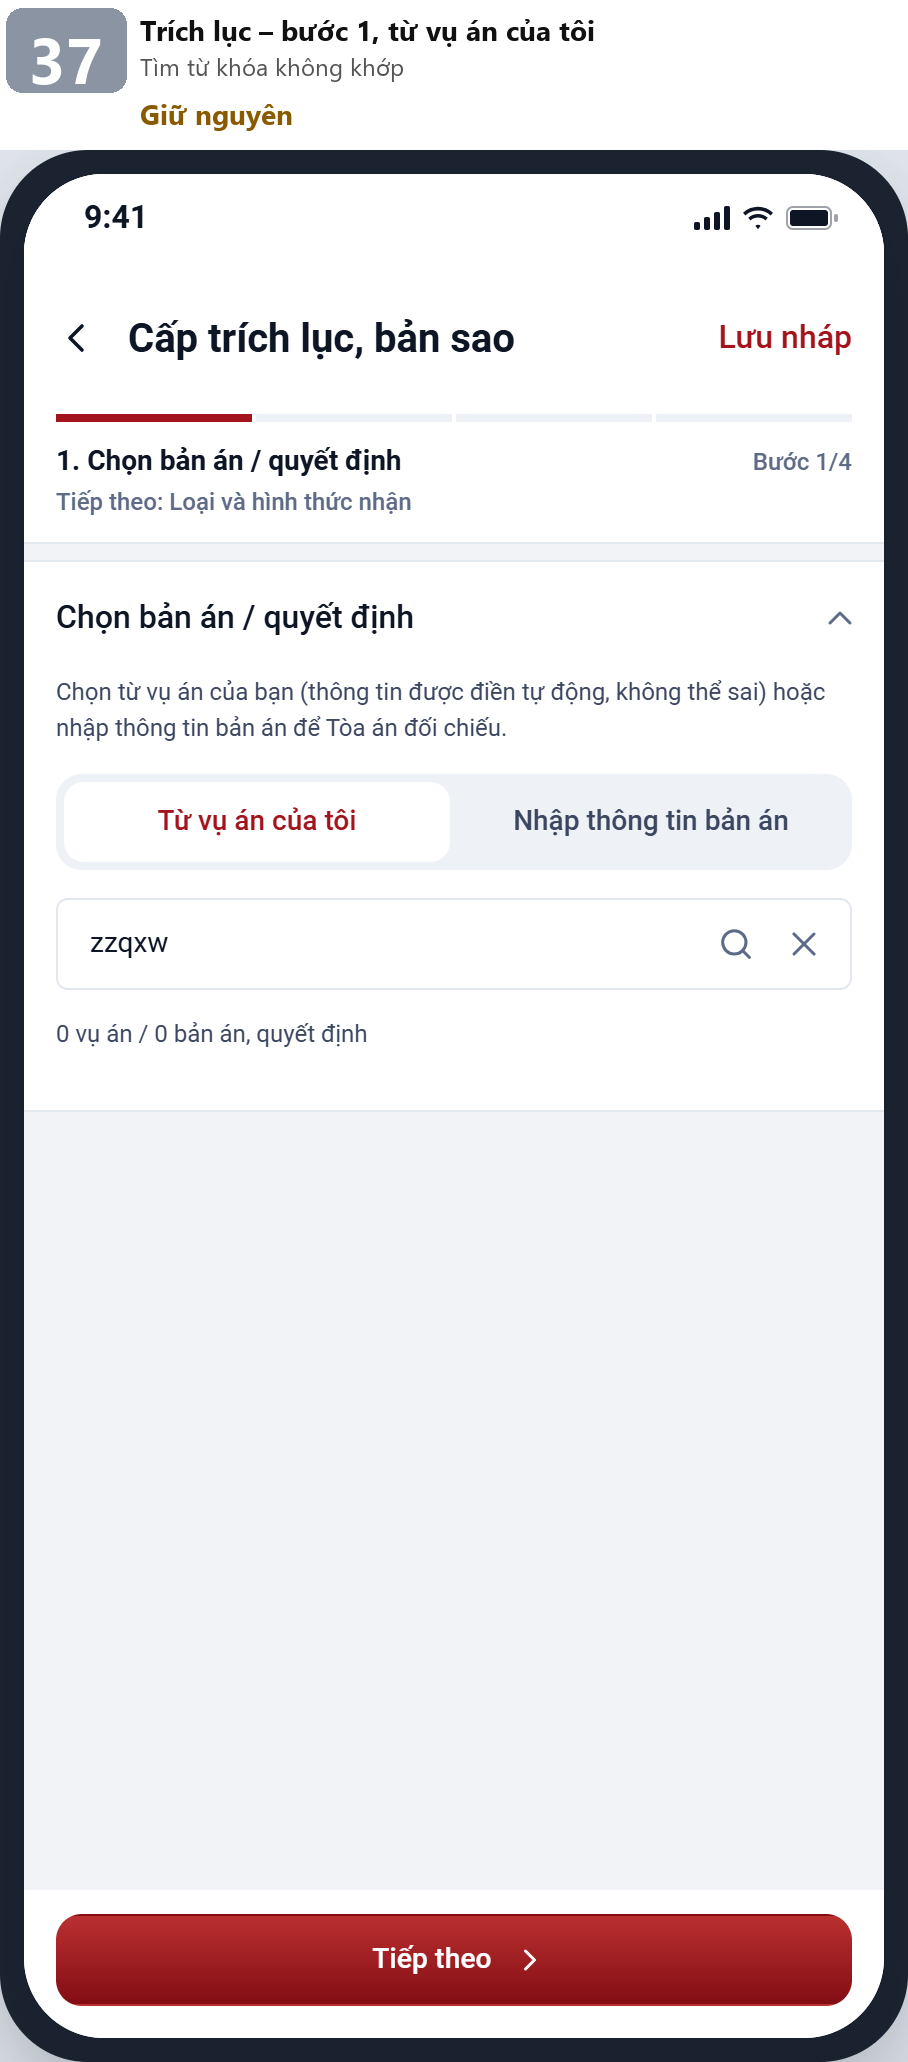 37
Trích lục – bước 1, từ vụ án của tôi
Tìm từ khóa không khớp
Giữ nguyên
9:41
Cấp trích lục, bản sao
Lưu nháp
1. Chọn bản án / quyết định
Bước 1/4
Tiếp theo: Loại và hình thức nhận
Chọn bản án / quyết định
Chọn từ vụ án của bạn (thông tin được điền tự động, không thể sai) hoặc
nhập thông tin bản án để Tòa án đối chiếu.
Từ vụ án của tôi
Nhập thông tin bản án
zzqxw
0 vụ án / 0 bản án, quyết định
Tiếp theo